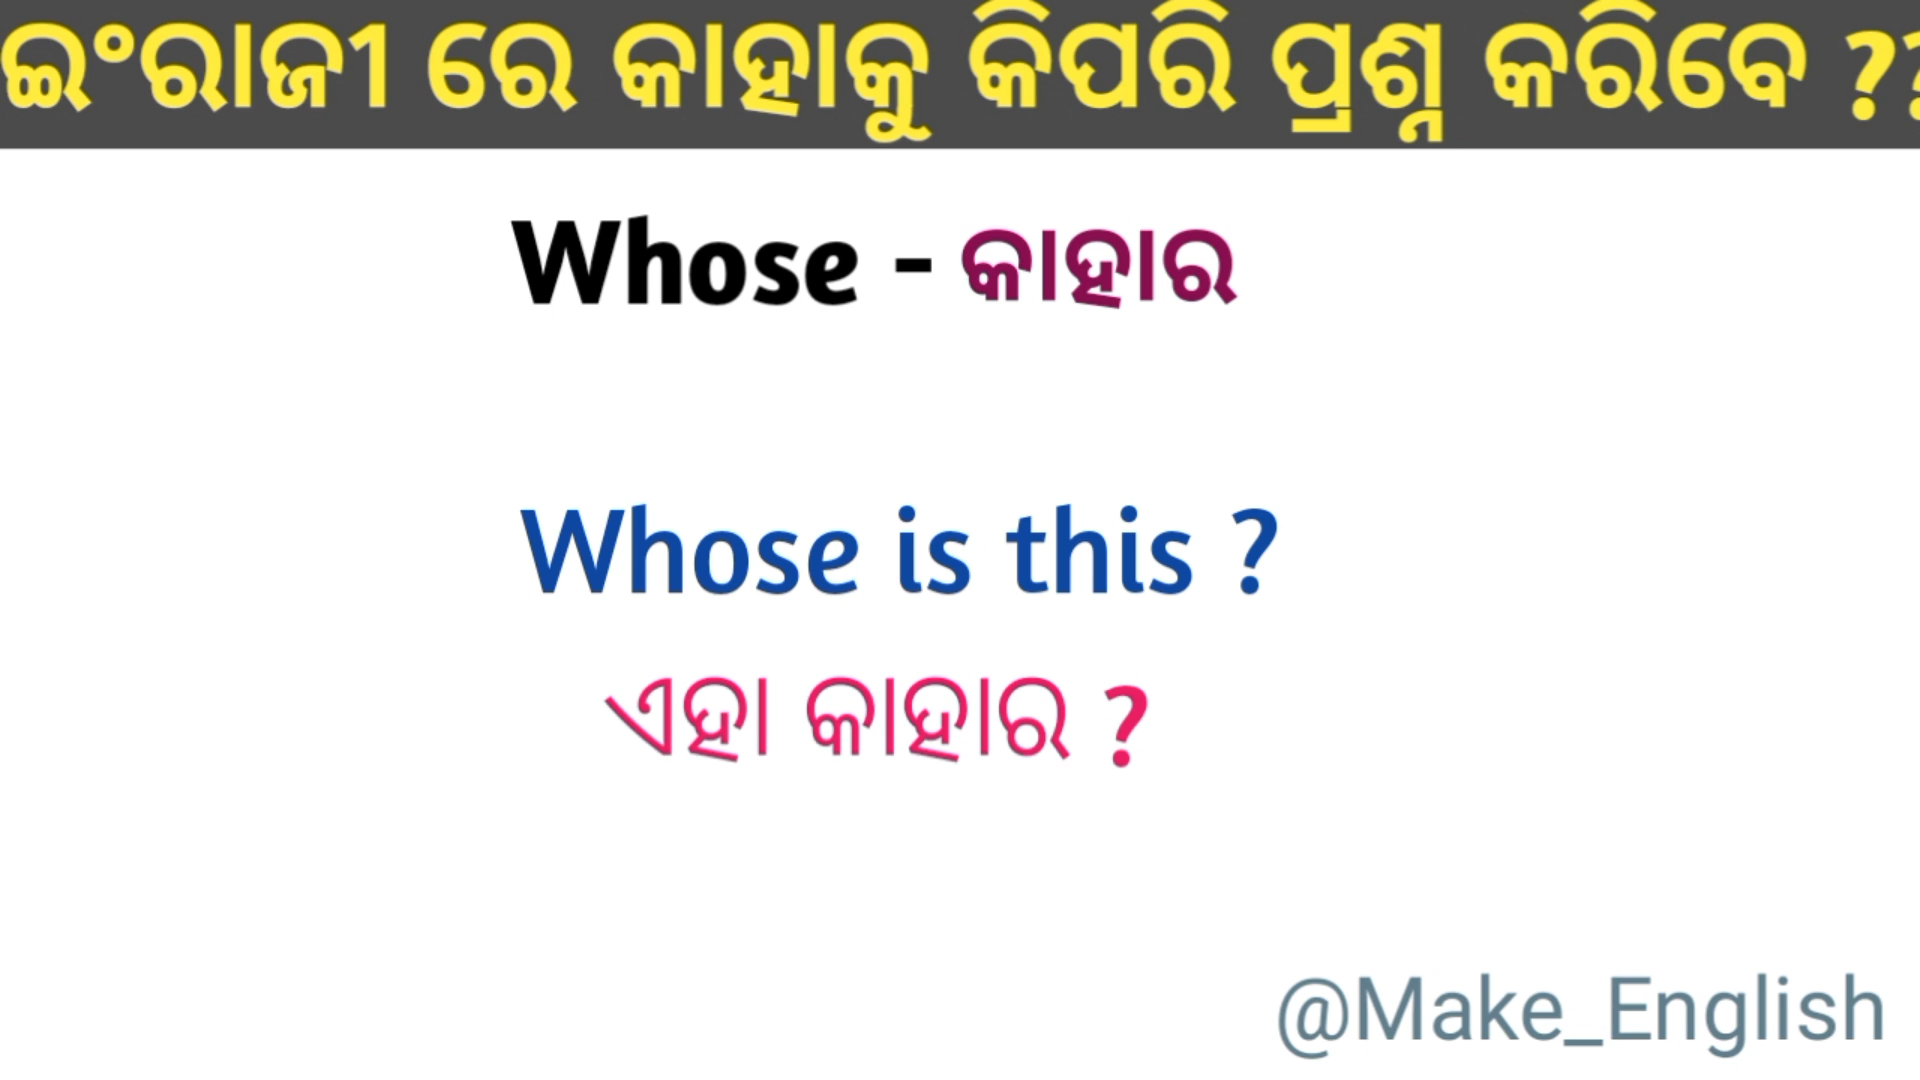 ଇଂରାଜୀ ରେ କାହାକୁ କିପରି ପ୍ରଶ୍ନ କରିବେ ??
Whose - କାହାର
Whose is this ?
ଏହା କାହାର ?
@Make_English